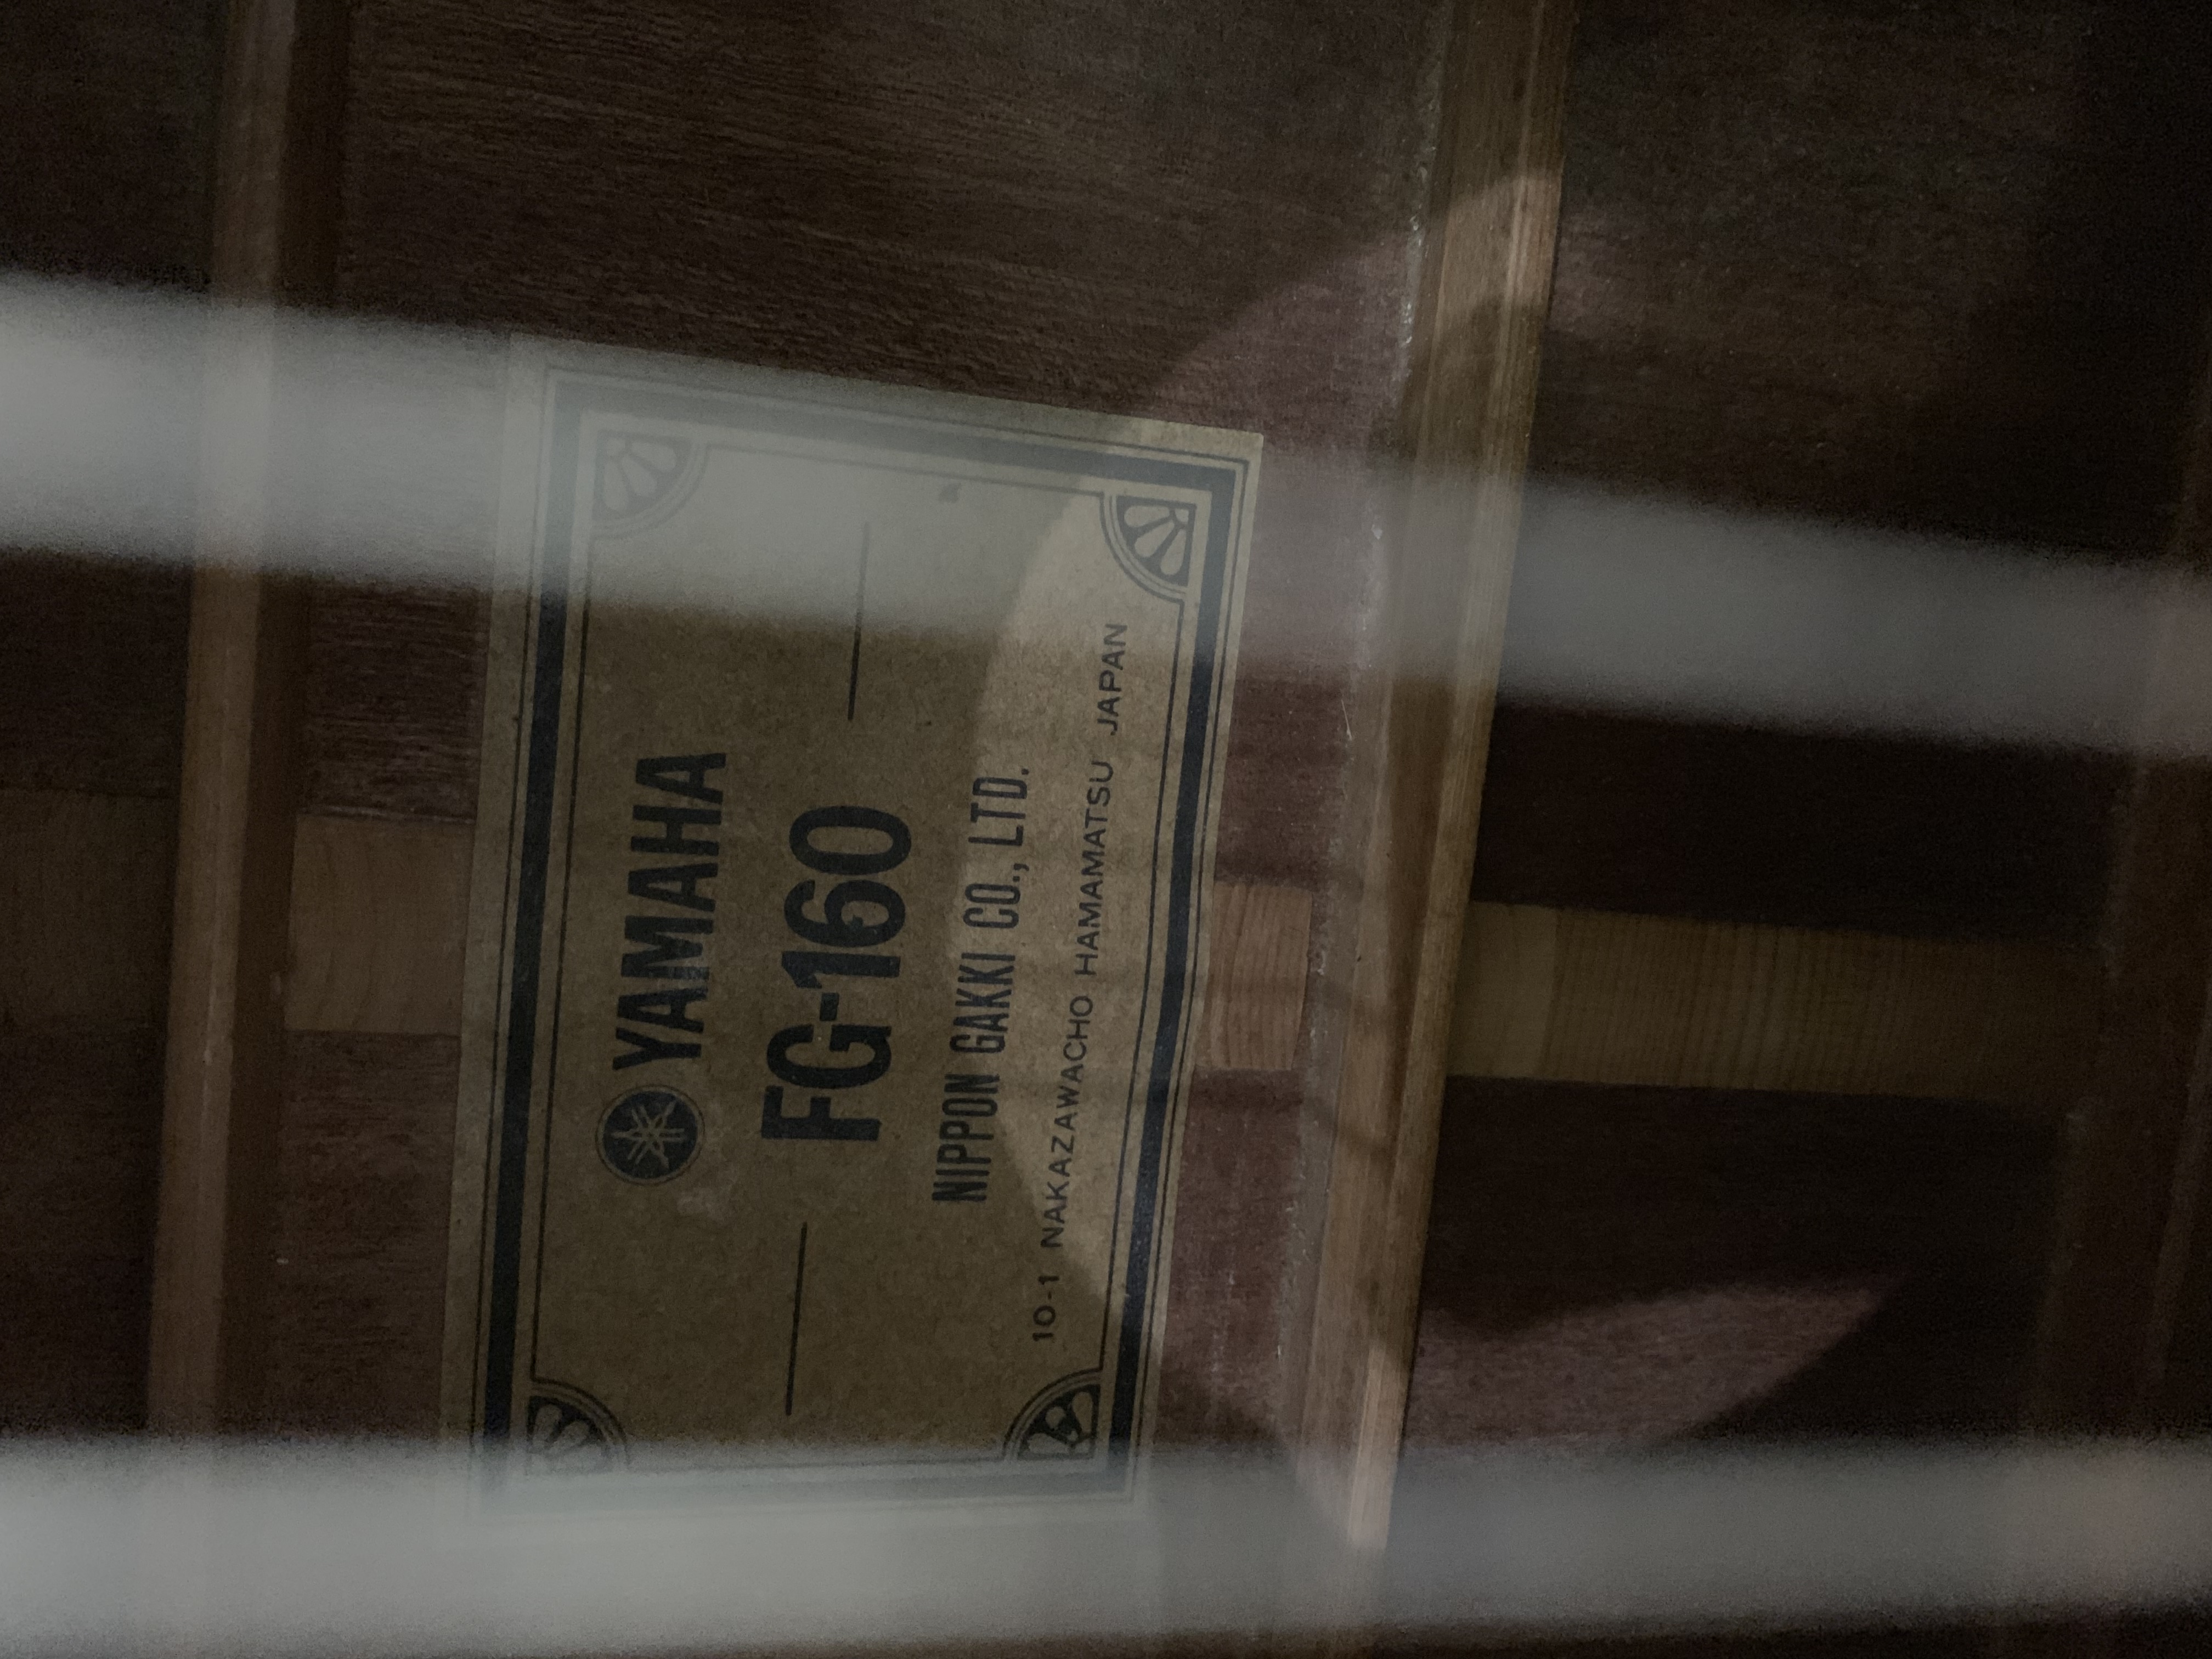 YAMAHA
FG-160
NIPPON GAKKI CO., LTD.
10-1 NAKAZAWACHO HAMAMATSU JAPAN